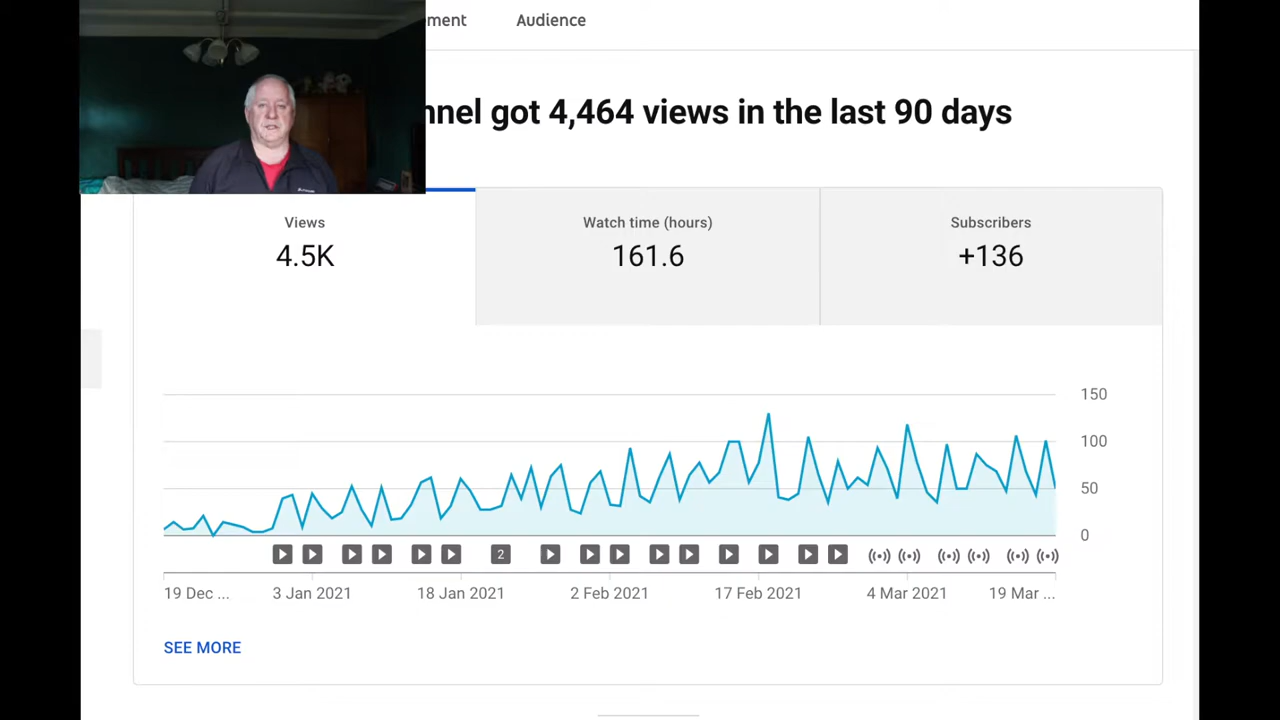 ment Audience
nnel got 4,464 views in the last 90 days
Views
4.5K
Watch time (hours)
161.6
Subscribers
+136
150
100
50
0
2
19 Dec ... 3 Jan 2021 18 Jan 2021 2 Feb 2021 17 Feb 2021 4 Mar 2021 19 Mar ...
SEE MORE